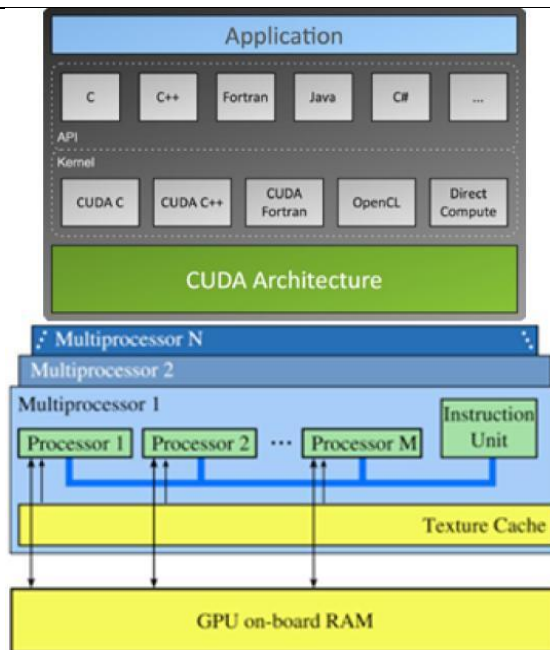 Application
C
C++
Fortran
Java
C#
...
API
Kernel
CUDA C
CUDA C++
CUDA
Fortran
OpenCL
Direct
Compute
CUDA Architecture
Multiprocessor N
Multiprocessor 2
Multiprocessor 1
Instruction
Unit
Processor 1
Processor 2
...
Processor M
Texture Cache
GPU on-board RAM